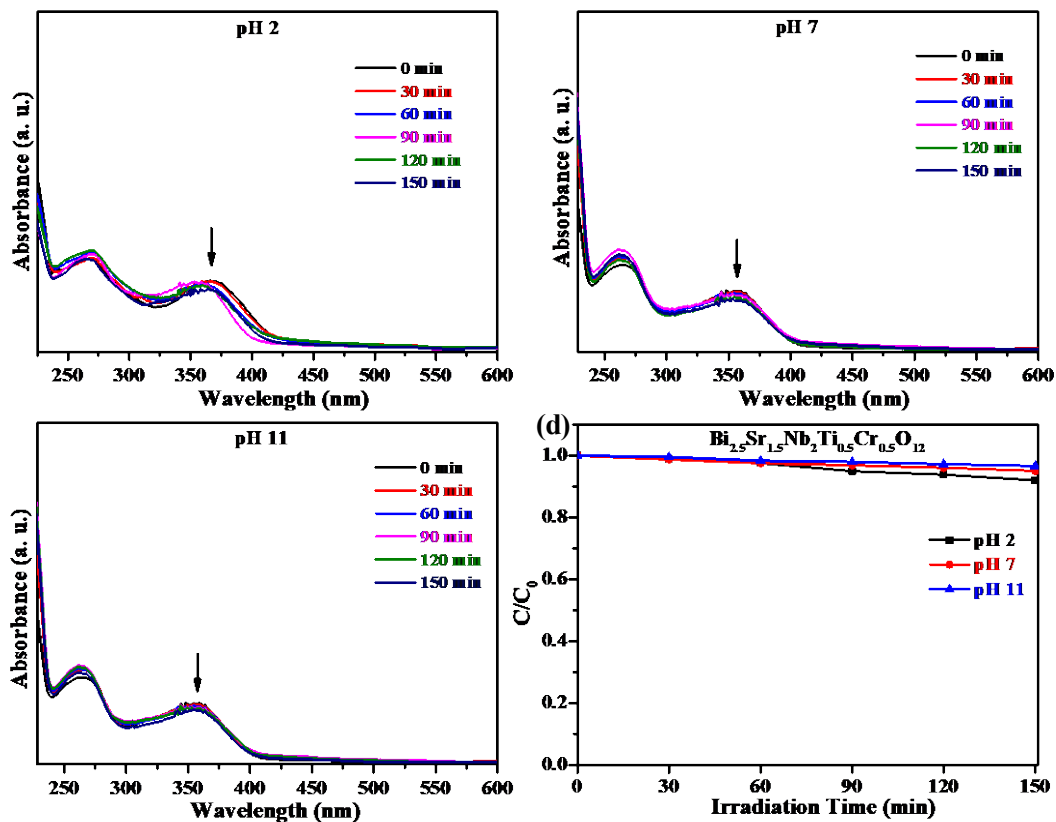 pH 2
0 min
30 min
60 min
90 min
120 min
150 min
Absorbance (a. u.)
250 300 350 400 450 500 550 600
Wavelength (nm)
pH 7
0 min
30 min
60 min
90 min
120 min
150 min
Absorbance (a. u.)
250 300 350 400 450 500 550 600
Wavelength (nm)
pH 11
0 min
30 min
60 min
90 min
120 min
150 min
Absorbance (a. u.)
250 300 350 400 450 500 550 600
Wavelength (nm)
(d)
Bi2.5Sr1.5Nb2Ti0.5Cr0.5O12
1.0
0.8
0.6
0.4
0.2
0.0
C/C0
pH 2
pH 7
pH 11
0 30 60 90 120 150
Irradiation Time (min)